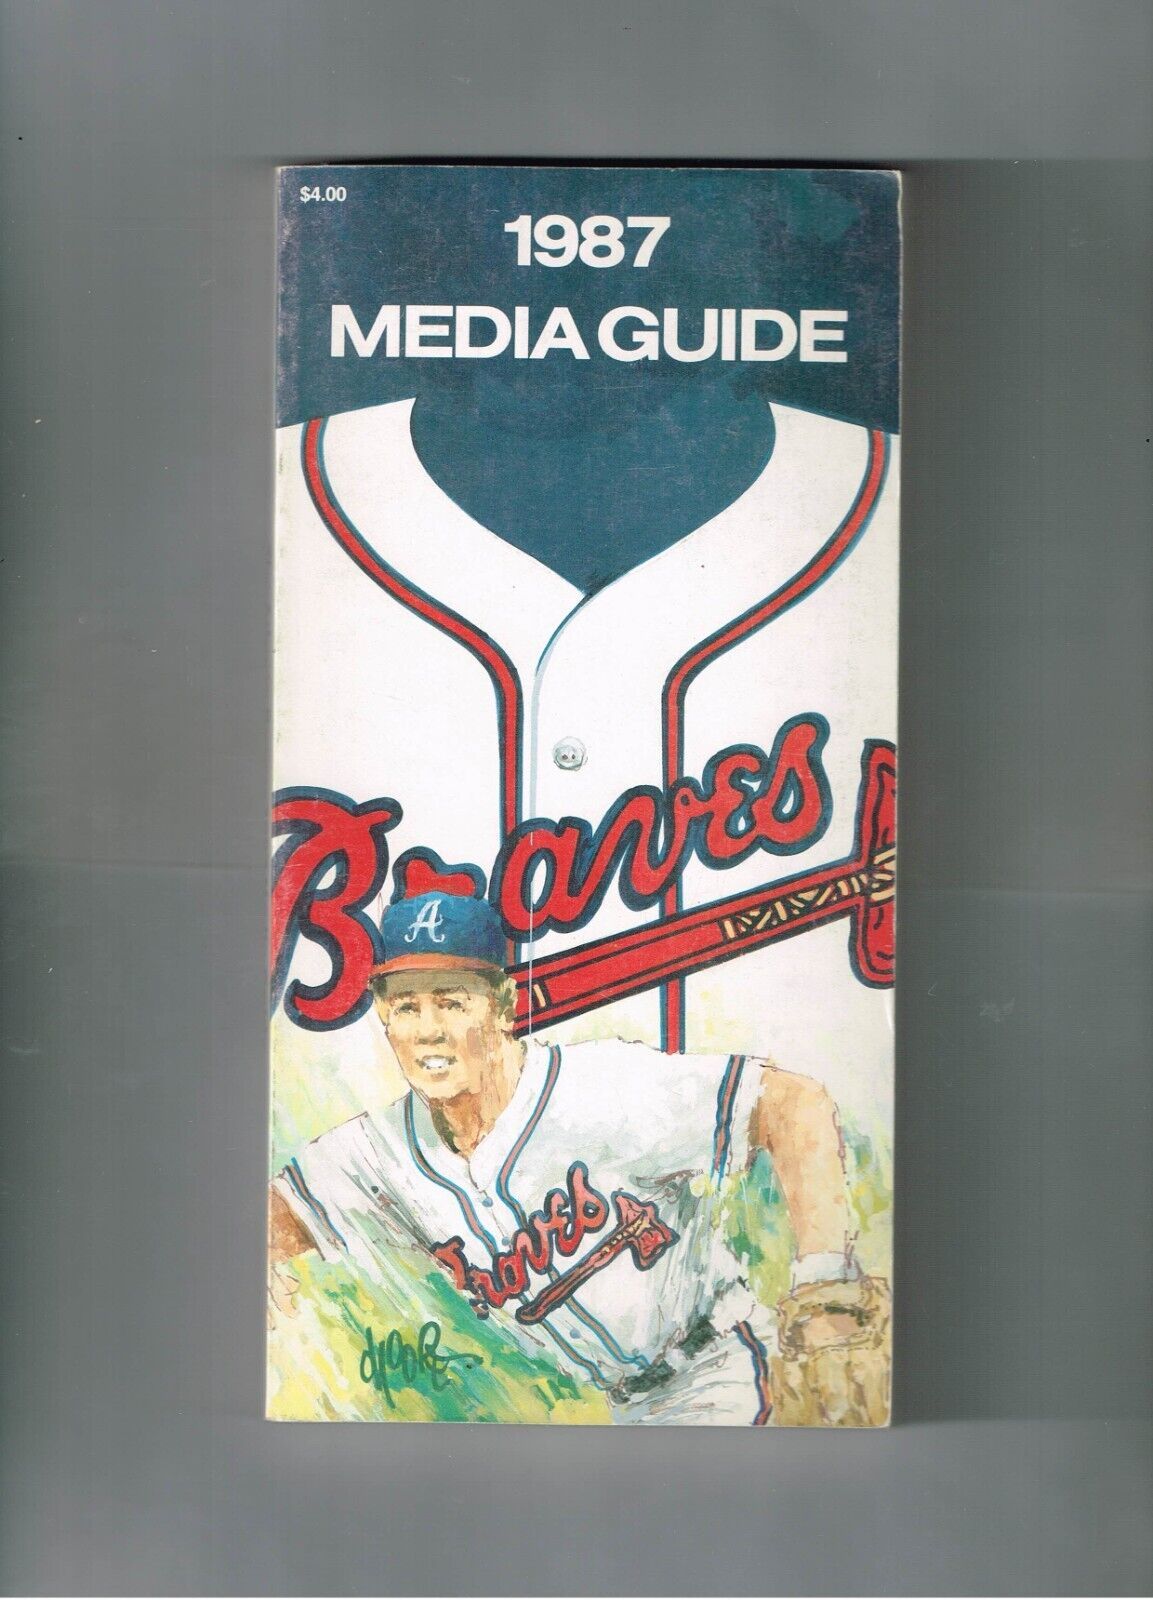 $4.00
1987
MEDIA GUIDE
Braves
A
Braves